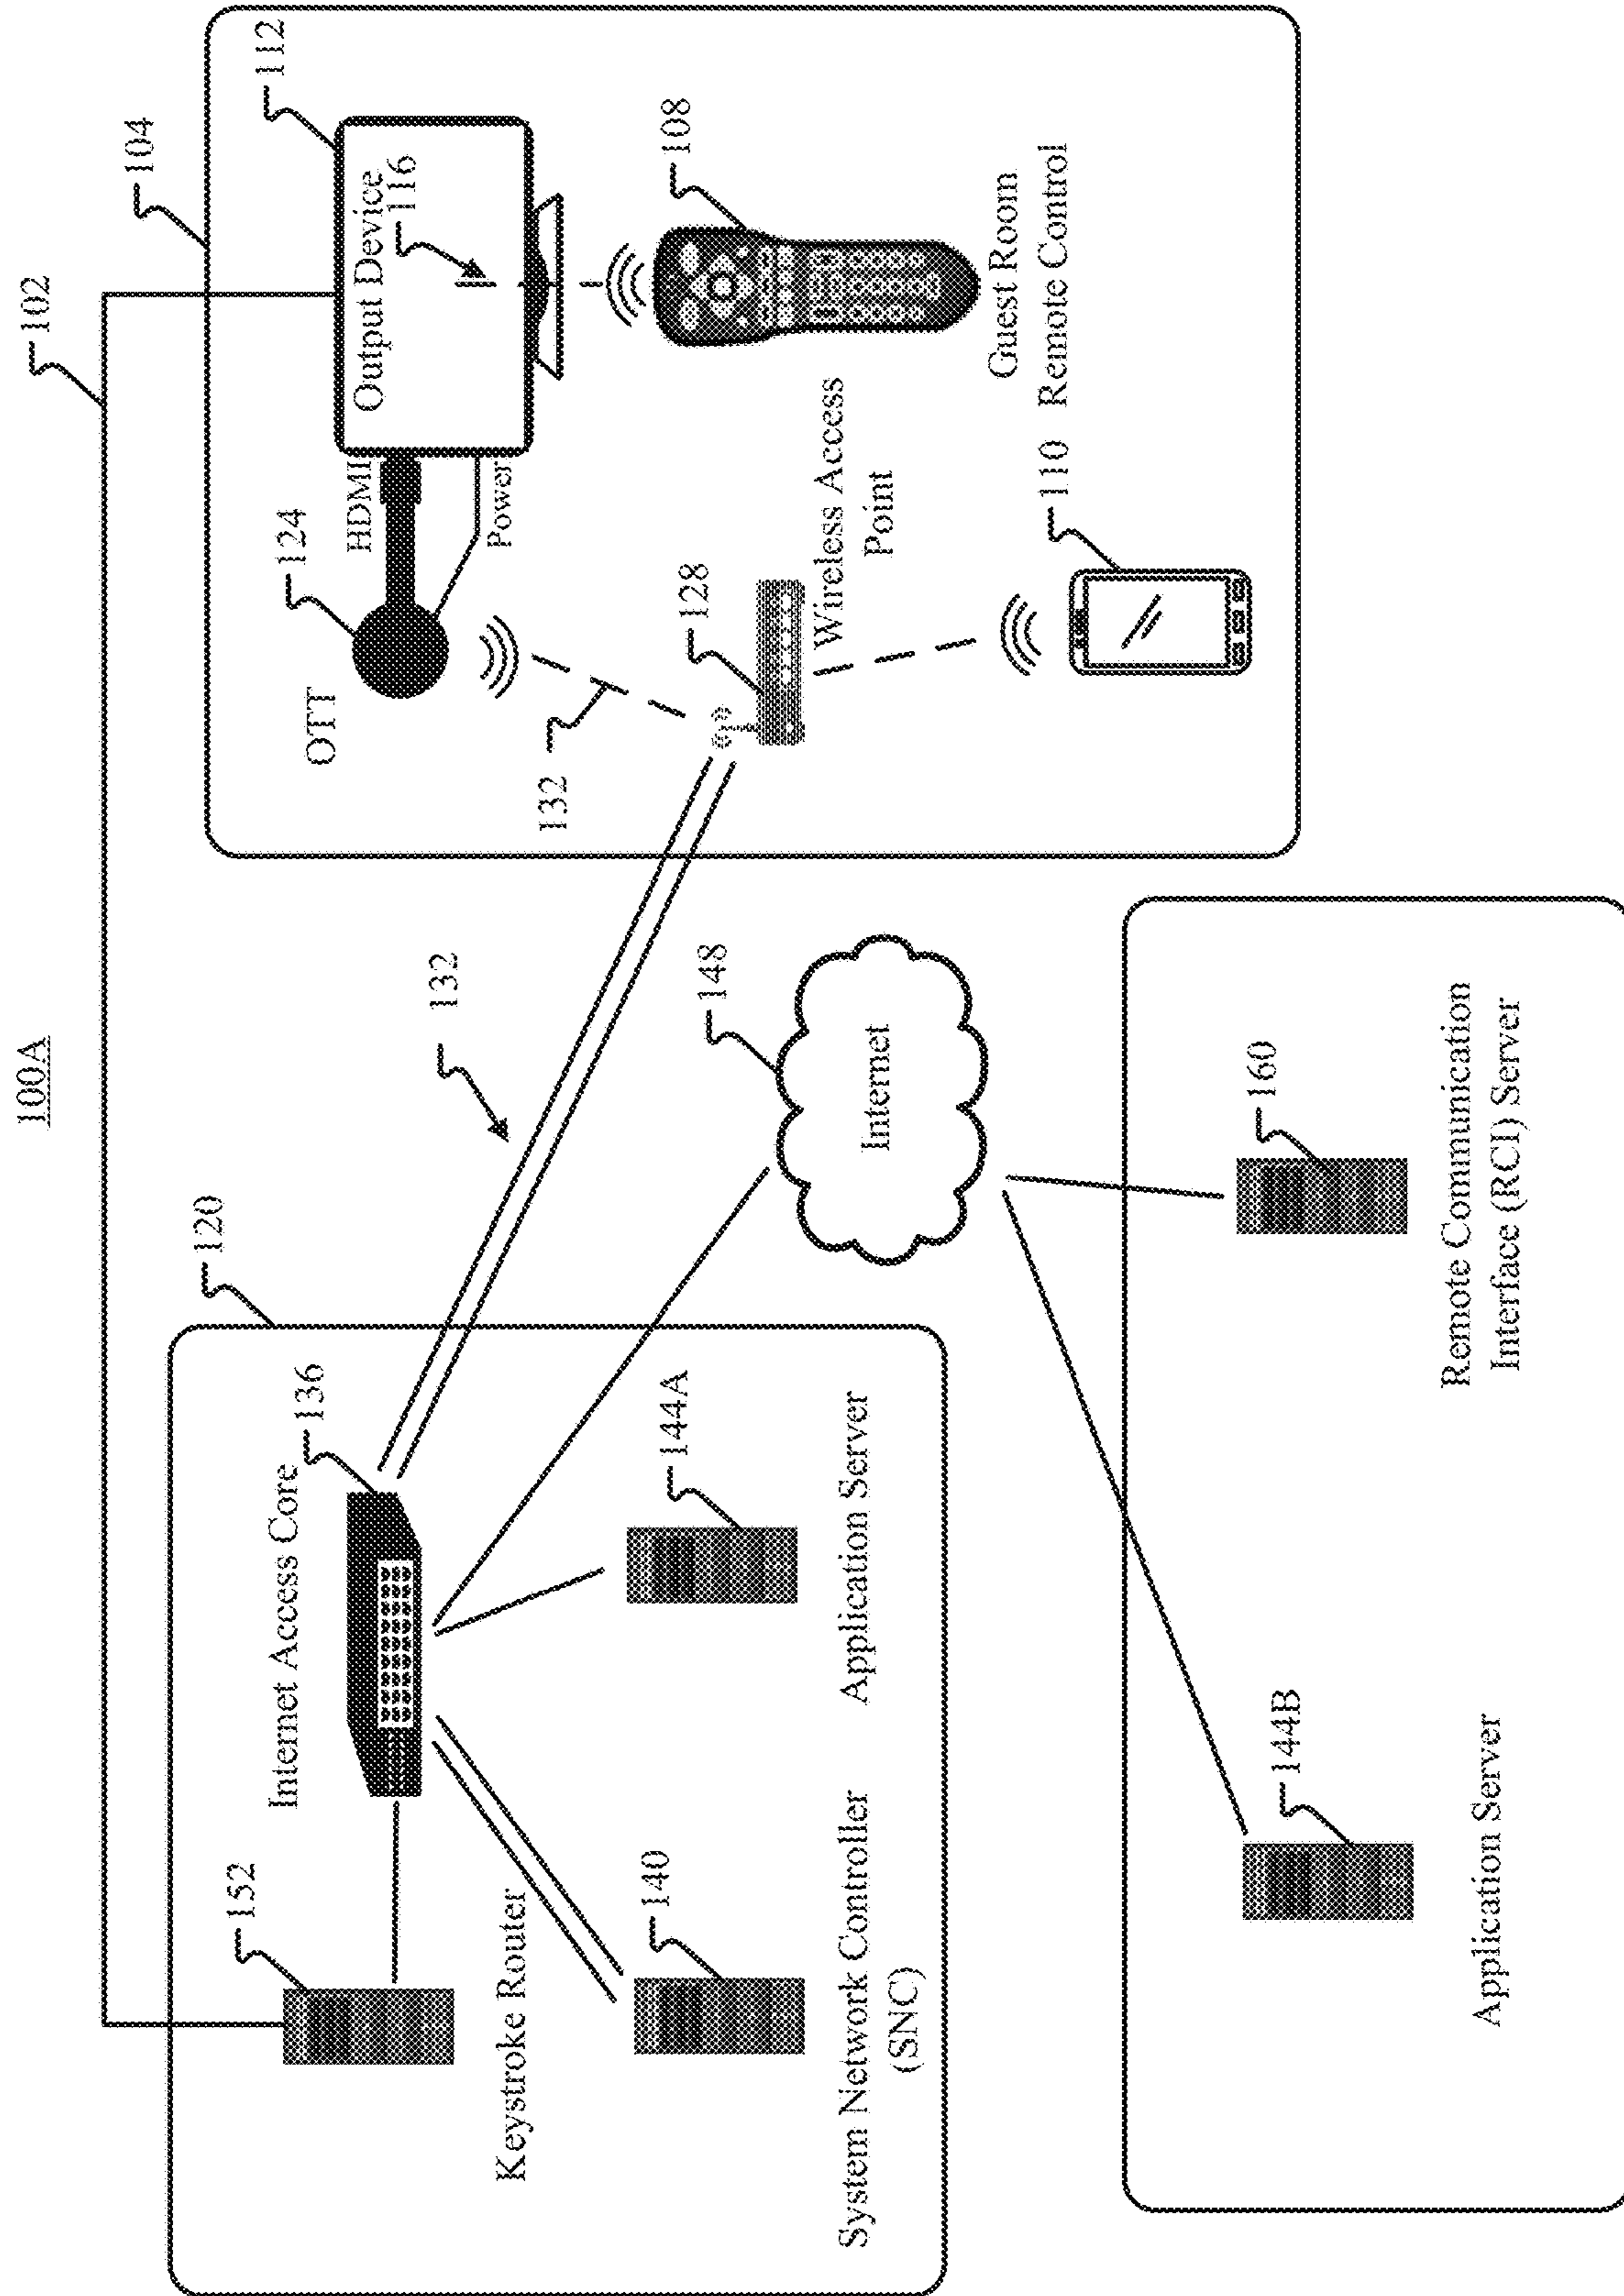 100A
102
104
112
Output Device
116
HDMI
Power
124
OTT
108
Guest Room
Remote Control
110
128
Wireless Access
Point
132
132
148
Internet
120
136
Internet Access Core
152
Keystroke Router
140
System Network Controller
(SNC)
144A
Application Server
144B
Application Server
160
Remote Communication
Interface (RCI) Server